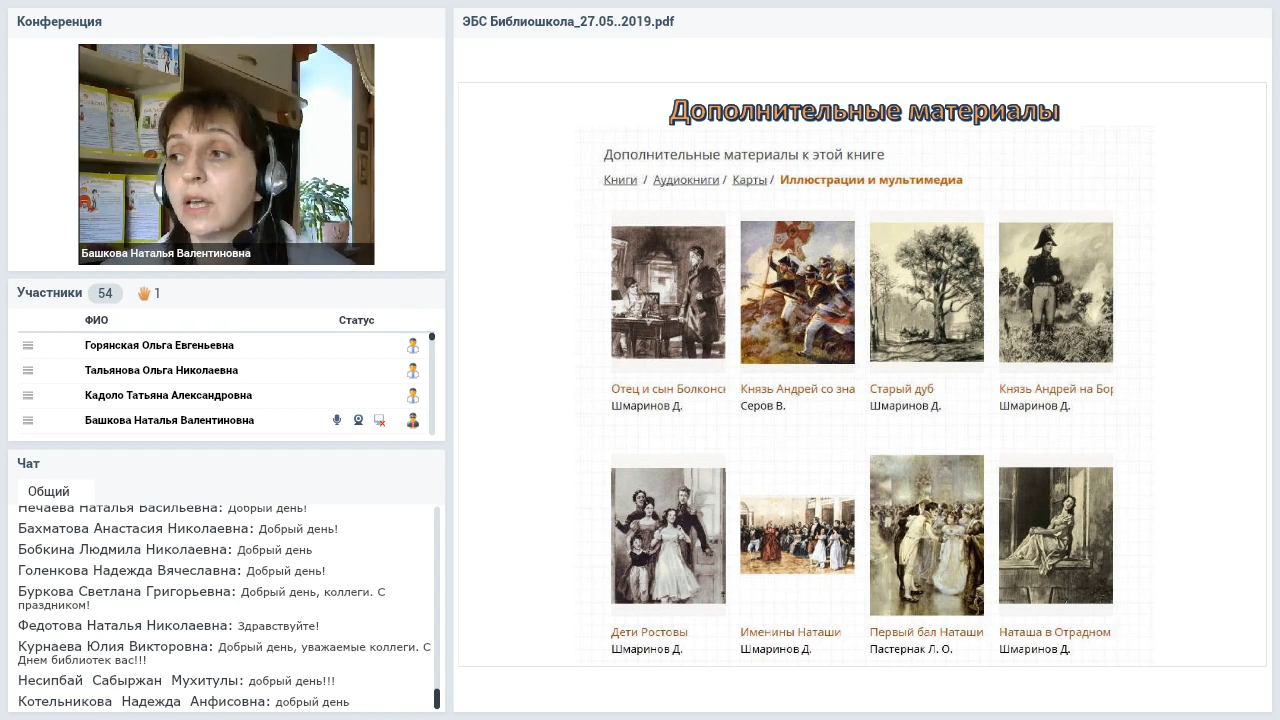 Конференция
Башкова Наталья Валентиновна
Участники 54 1
ФИО Статус
Горянская Ольга Евгеньевна
Тальянова Ольга Николаевна
Кадоло Татьяна Александровна
Башкова Наталья Валентиновна
Чат
Общий
Нечаева Наталья Васильевна: Добрый день!
Бахматова Анастасия Николаевна: Добрый день!
Бобкина Людмила Николаевна: Добрый день
Голенкова Надежда Вячеславна: Добрый день!
Буркова Светлана Григорьевна: Добрый день, коллеги. С
праздником!
Федотова Наталья Николаевна: Здравствуйте!
Курнаева Юлия Викторовна: Добрый день, уважаемые коллеги. С
Днем библиотек вас!!!
Несипбай Сабыржан Мухитулы: добрый день!!!
Котельникова Надежда Анфисовна: добрый день
ЭБС Библиошкола_27.05..2019.pdf
Дополнительные материалы
Дополнительные материалы к этой книге
Книги / Аудиокниги / Карты / Иллюстрации и мультимедиа
Отец и сын Болконск Князь Андрей со зна Старый дуб Князь Андрей на Бор
Шмаринов Д. Серов В. Шмаринов Д. Шмаринов Д.
Дети Ростовы Именины Наташи Первый бал Наташи Наташа в Отрадном
Шмаринов Д. Шмаринов Д. Пастернак Л. О. Шмаринов Д.